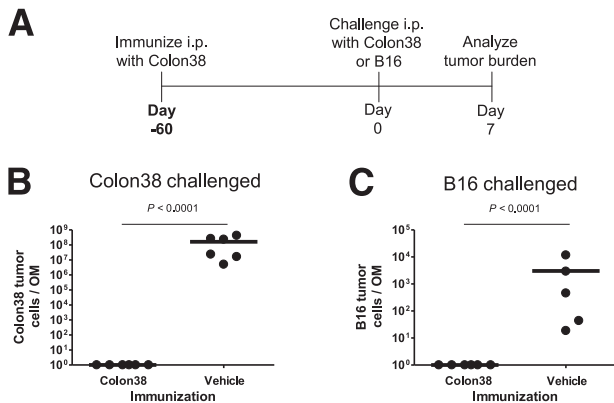 A
Immunize i.p.
with Colon38
Challenge i.p.
with Colon38
or B16
Analyze
tumor burden
Day
-60
Day
0
Day
7
B
Colon38 challenged
P < 0.0001
Colon38 tumor
cells / OM
10⁹
10⁸
10⁷
10⁶
10⁵
10⁴
10³
10²
10¹
10⁰
Colon38
Vehicle
Immunization
C
B16 challenged
P < 0.0001
B16 tumor
cells / OM
10⁵
10⁴
10³
10²
10¹
10⁰
Colon38
Vehicle
Immunization